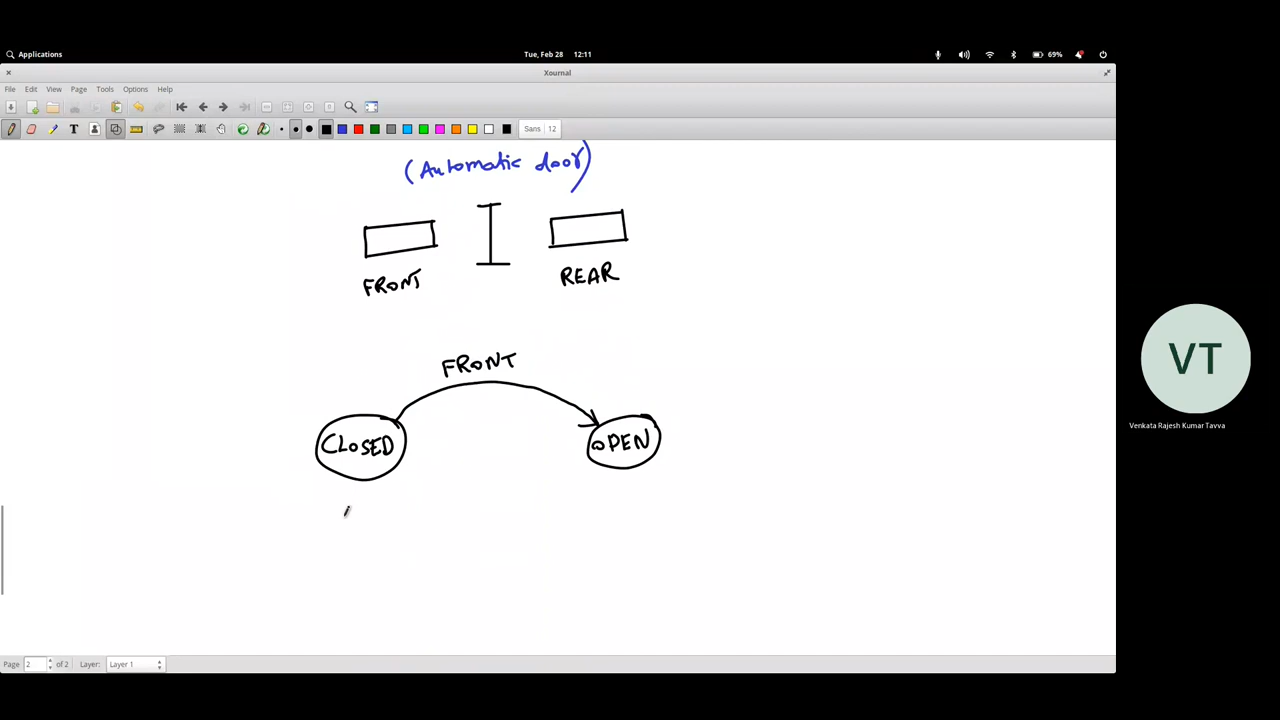 Applications
Tue, Feb 28 12:11
69%
Xournal
File Edit View Page Tools Options Help
Sans 12
(Automatic door)
FRONT
REAR
FRONT
CLOSED
OPEN
VT
Venkata Rajesh Kumar Tavva
Page 2 of 2 Layer: Layer 1